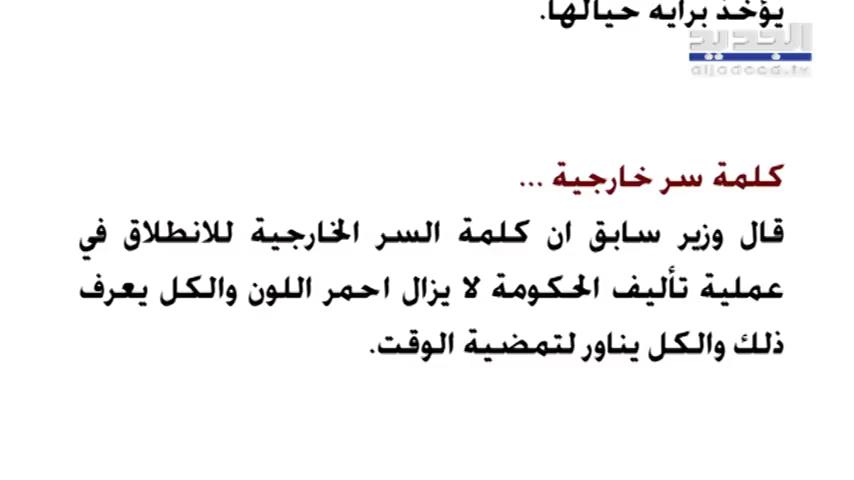 يؤخذ برأيه حيالها.
الجديد
aljadeed.tv
كلمة سر خارجية ...
قال وزير سابق ان كلمة السر الخارجية للانطلاق في
عملية تأليف الحكومة لا يزال احمر اللون والكل يعرف
ذلك والكل يناور لتمضية الوقت.